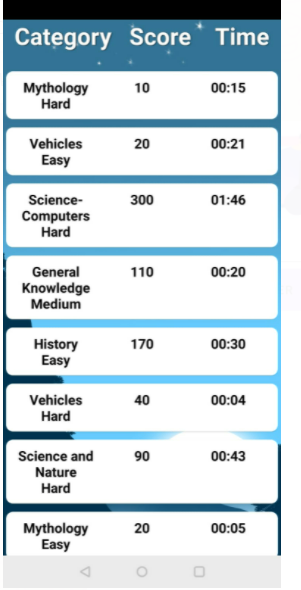 Category Score Time
Mythology 10 00:15
Hard
Vehicles 20 00:21
Easy
Science- 300 01:46
Computers
Hard
General 110 00:20
Knowledge
Medium
History 170 00:30
Easy
Vehicles 40 00:04
Hard
Science and 90 00:43
Nature
Hard
Mythology 20 00:05
Easy